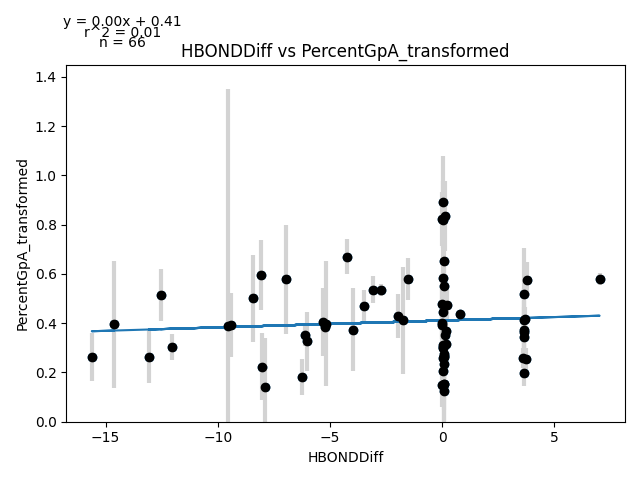 y = 0.00x + 0.41
r^2 = 0.01
n = 66
HBONDDiff vs PercentGpA_transformed
1.4
1.2
1.0
0.8
0.6
0.4
0.2
0.0
PercentGpA_transformed
−15
−10
−5
0
5
HBONDDiff